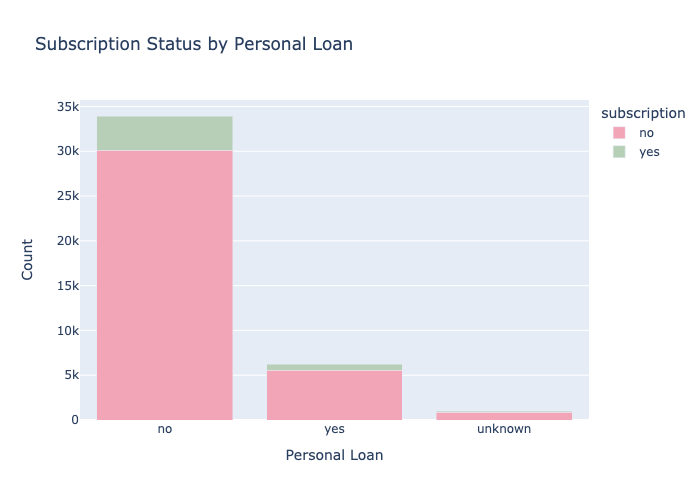 Subscription Status by Personal Loan
35k
30k
25k
20k
15k
10k
5k
0
Count
no
yes
unknown
Personal Loan
subscription
no
yes